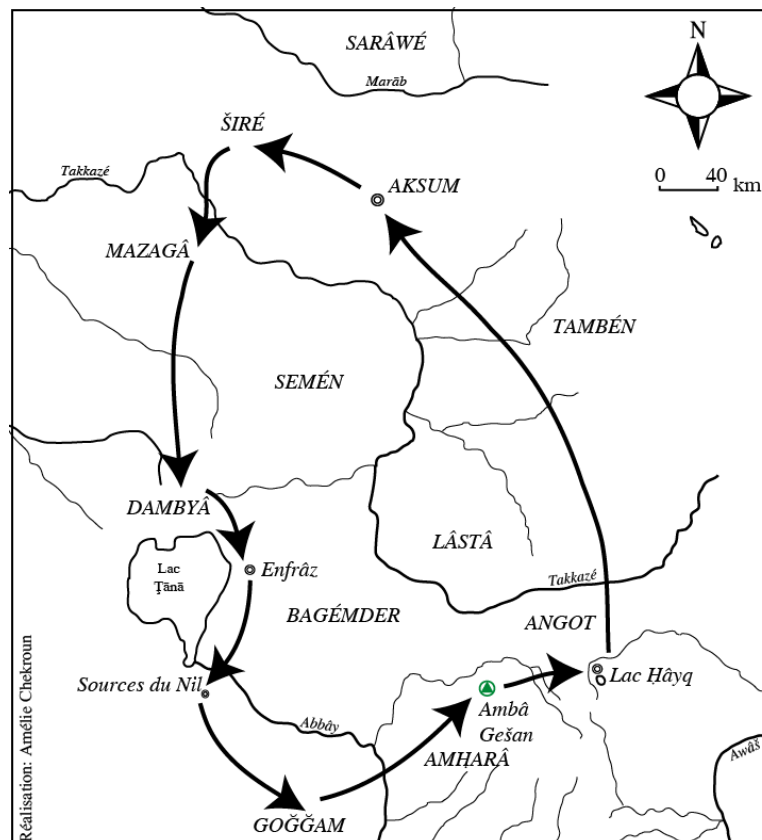 SARÂWÉ
N
Marāb
ŠIRÉ
Takkazé
AKSUM
0 40 km
MAZAGÂ
TAMBÉN
SEMÉN
DAMBYÂ
LÂSTÂ
Enfrâz
Takkazé
Lac
Ţānā
BAGÉMDER
ANGOT
Sources du Nil
Lac Ḥâyq
Ambâ
Gešan
Abbây
AMḤARÂ
Awâš
GOǦǦAM
Réalisation: Amélie Chekroun